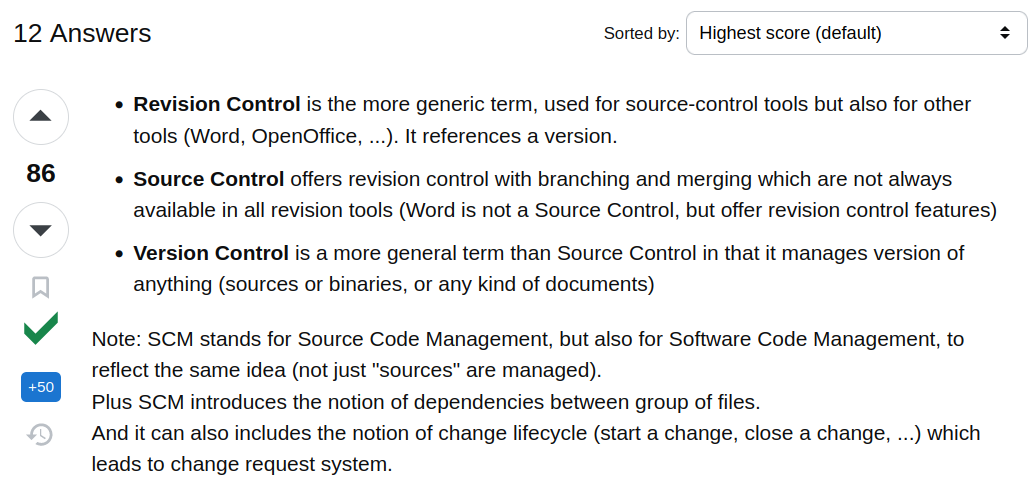 12 Answers
Sorted by: Highest score (default)
• Revision Control is the more generic term, used for source-control tools but also for other
tools (Word, OpenOffice, ...). It references a version.
86
• Source Control offers revision control with branching and merging which are not always
available in all revision tools (Word is not a Source Control, but offer revision control features)
• Version Control is a more general term than Source Control in that it manages version of
anything (sources or binaries, or any kind of documents)
Note: SCM stands for Source Code Management, but also for Software Code Management, to
reflect the same idea (not just "sources" are managed).
+50
Plus SCM introduces the notion of dependencies between group of files.
And it can also includes the notion of change lifecycle (start a change, close a change, ...) which
leads to change request system.